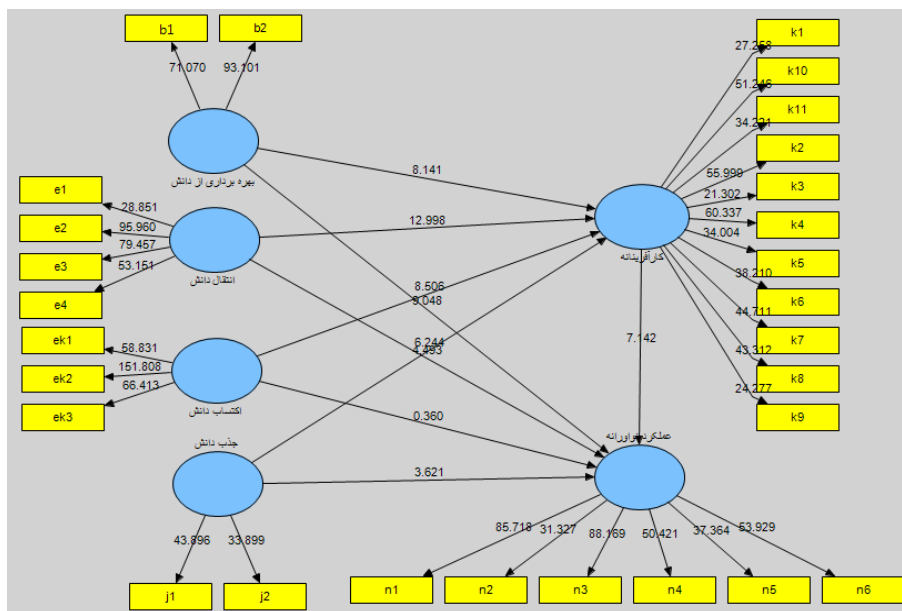 b1
b2
71.070
93.101
بهره برداری از دانش
e1
e2
e3
e4
28.851
95.960
79.457
53.151
انتقال دانش
ek1
ek2
ek3
58.831
151.808
66.413
اکتساب دانش
جذب دانش
43.896
33.899
j1
j2
8.141
12.998
8.506
9.048
6.244
4.493
0.360
3.621
7.142
k1
k10
k11
k2
k3
k4
k5
k6
k7
k8
k9
27.258
51.246
34.221
55.999
21.302
60.337
34.004
38.210
44.711
43.312
24.277
کارآفرینانه
عملکرد نواورانه
85.718
31.327
88.169
50.421
37.364
53.929
n1
n2
n3
n4
n5
n6